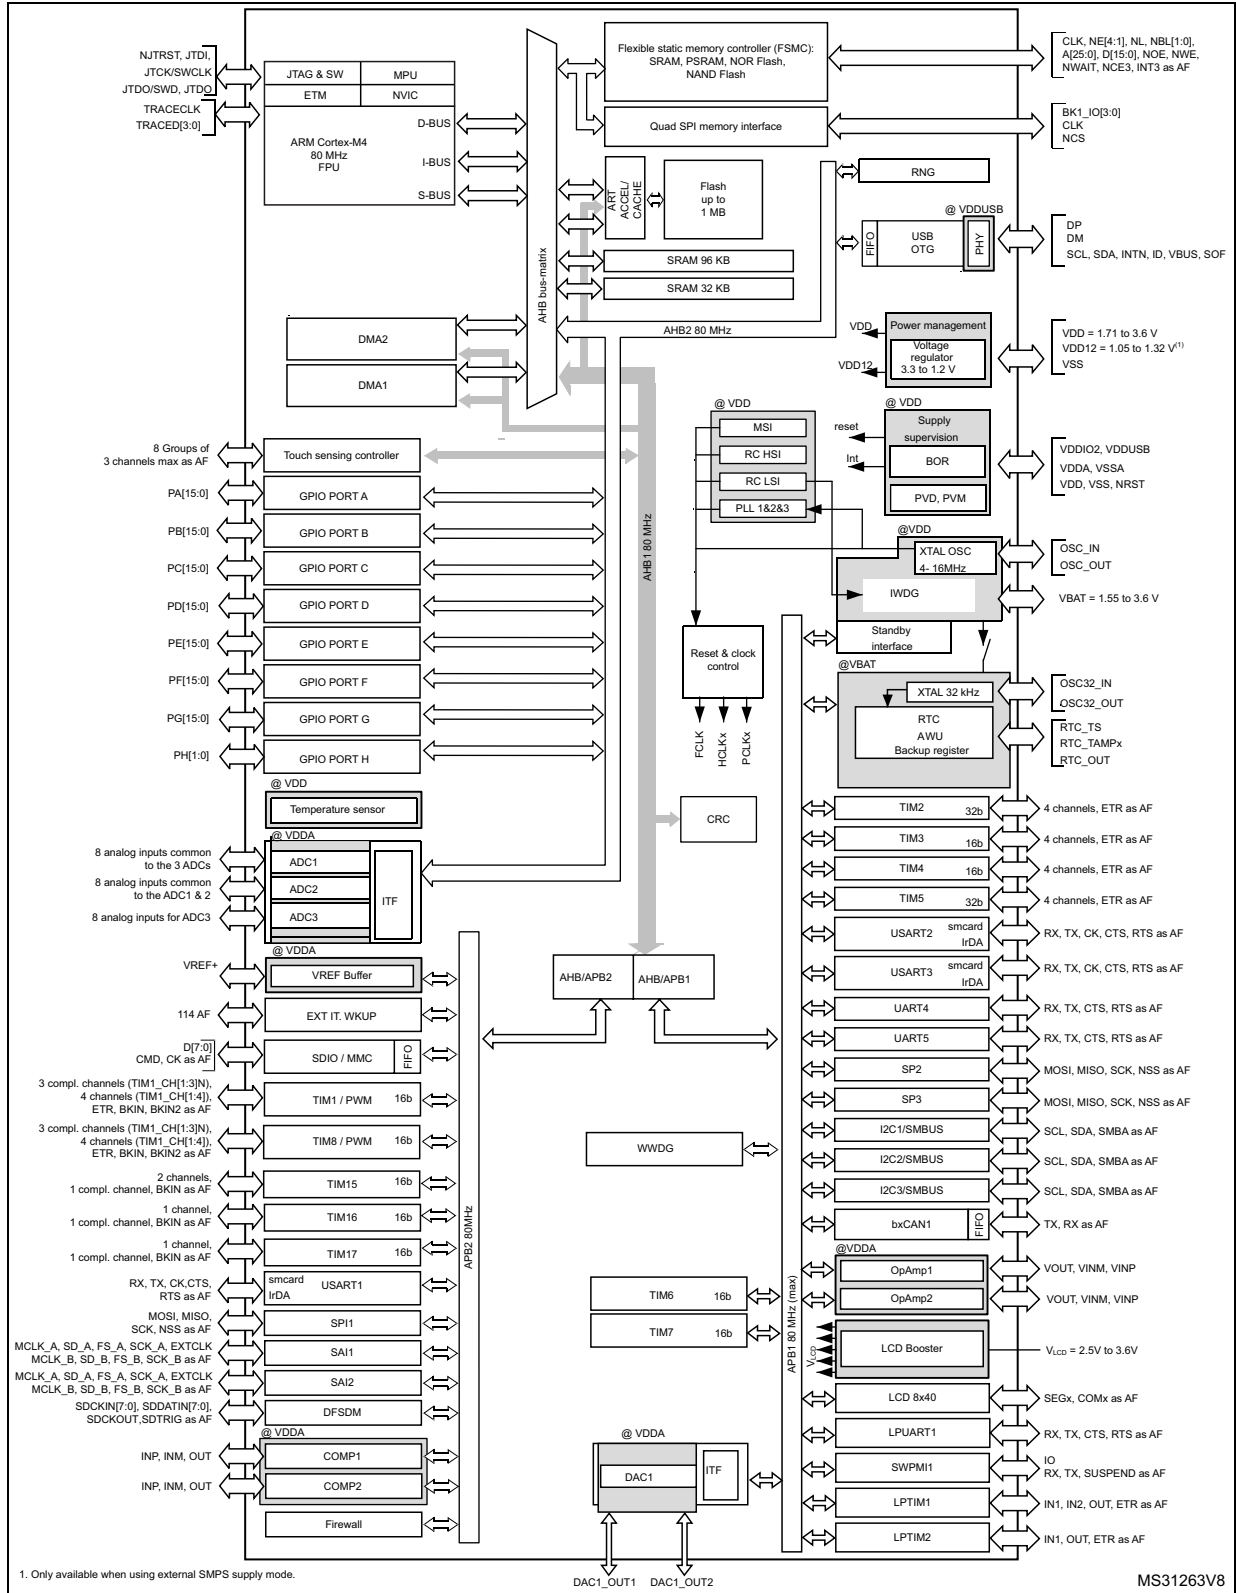 NJTRST, JTDI,
JTCK/SWCLK
JTDO/SWD, JTDO
TRACECLK
TRACED[3:0]
JTAG & SW
MPU
ETM
NVIC
ARM Cortex-M4
80 MHz
FPU
D-BUS
I-BUS
S-BUS
AHB bus-matrix
Flexible static memory controller (FSMC):
SRAM, PSRAM, NOR Flash,
NAND Flash
CLK, NE[4:1], NL, NBL[1:0],
A[25:0], D[15:0], NOE, NWE,
NWAIT, NCE3, INT3 as AF
Quad SPI memory interface
BK1_IO[3:0]
CLK
NCS
ART
ACCEL/
CACHE
Flash
up to
1 MB
SRAM 96 KB
SRAM 32 KB
AHB2 80 MHz
RNG
@ VDDUSB
FIFO
USB
OTG
PHY
DP
DM
SCL, SDA, INTN, ID, VBUS, SOF
DMA2
DMA1
VDD
VDD12
Power management
Voltage
regulator
3.3 to 1.2 V
VDD = 1.71 to 3.6 V
VDD12 = 1.05 to 1.32 V(1)
VSS
@ VDD
MSI
RC HSI
RC LSI
PLL 1&2&3
@ VDD
reset
Int
Supply
supervision
BOR
PVD, PVM
VDDIO2, VDDUSB
VDDA, VSSA
VDD, VSS, NRST
8 Groups of
3 channels max as AF
Touch sensing controller
PA[15:0]
GPIO PORT A
PB[15:0]
GPIO PORT B
PC[15:0]
GPIO PORT C
PD[15:0]
GPIO PORT D
PE[15:0]
GPIO PORT E
PF[15:0]
GPIO PORT F
PG[15:0]
GPIO PORT G
PH[1:0]
GPIO PORT H
AHB1 80 MHz
@VDD
XTAL OSC
4- 16MHz
IWDG
OSC_IN
OSC_OUT
VBAT = 1.55 to 3.6 V
Standby
interface
Reset & clock
control
FCLK
HCLKx
PCLKx
@VBAT
XTAL 32 kHz
RTC
AWU
Backup register
OSC32_IN
OSC32_OUT
RTC_TS
RTC_TAMPx
RTC_OUT
@ VDD
Temperature sensor
@ VDDA
8 analog inputs common
to the 3 ADCs
8 analog inputs common
to the ADC1 & 2
8 analog inputs for ADC3
ADC1
ADC2
ADC3
ITF
CRC
@ VDDA
VREF+
VREF Buffer
AHB/APB2
AHB/APB1
114 AF
EXT IT. WKUP
D[7:0]
CMD, CK as AF
SDIO / MMC
FIFO
3 compl. channels (TIM1_CH[1:3]N),
4 channels (TIM1_CH[1:4]),
ETR, BKIN, BKIN2 as AF
TIM1 / PWM
16b
3 compl. channels (TIM1_CH[1:3]N),
4 channels (TIM1_CH[1:4]),
ETR, BKIN, BKIN2 as AF
TIM8 / PWM
16b
2 channels,
1 compl. channel, BKIN as AF
TIM15
16b
1 channel,
1 compl. channel, BKIN as AF
TIM16
16b
1 channel,
1 compl. channel, BKIN as AF
TIM17
16b
RX, TX, CK,CTS,
RTS as AF
smcard
IrDA
USART1
MOSI, MISO,
SCK, NSS as AF
SPI1
MCLK_A, SD_A, FS_A, SCK_A, EXTCLK
MCLK_B, SD_B, FS_B, SCK_B as AF
SAI1
MCLK_A, SD_A, FS_A, SCK_A, EXTCLK
MCLK_B, SD_B, FS_B, SCK_B as AF
SAI2
SDCKIN[7:0], SDDATIN[7:0],
SDCKOUT,SDTRIG as AF
DFSDM
@ VDDA
INP, INM, OUT
COMP1
INP, INM, OUT
COMP2
Firewall
APB2 80MHz
WWDG
TIM6
16b
TIM7
16b
@ VDDA
DAC1
ITF
DAC1_OUT1
DAC1_OUT2
APB1 80 MHz (max)
TIM2
32b
4 channels, ETR as AF
TIM3
16b
4 channels, ETR as AF
TIM4
16b
4 channels, ETR as AF
TIM5
32b
4 channels, ETR as AF
USART2
smcard
IrDA
RX, TX, CK, CTS, RTS as AF
USART3
smcard
IrDA
RX, TX, CK, CTS, RTS as AF
UART4
RX, TX, CTS, RTS as AF
UART5
RX, TX, CTS, RTS as AF
SP2
MOSI, MISO, SCK, NSS as AF
SP3
MOSI, MISO, SCK, NSS as AF
I2C1/SMBUS
SCL, SDA, SMBA as AF
I2C2/SMBUS
SCL, SDA, SMBA as AF
I2C3/SMBUS
SCL, SDA, SMBA as AF
bxCAN1
FIFO
TX, RX as AF
@VDDA
OpAmp1
VOUT, VINM, VINP
OpAmp2
VOUT, VINM, VINP
VLCD
LCD Booster
VLCD = 2.5V to 3.6V
LCD 8x40
SEGx, COMx as AF
LPUART1
RX, TX, CTS, RTS as AF
SWPMI1
IO
RX, TX, SUSPEND as AF
LPTIM1
IN1, IN2, OUT, ETR as AF
LPTIM2
IN1, OUT, ETR as AF
1. Only available when using external SMPS supply mode.
MS31263V8